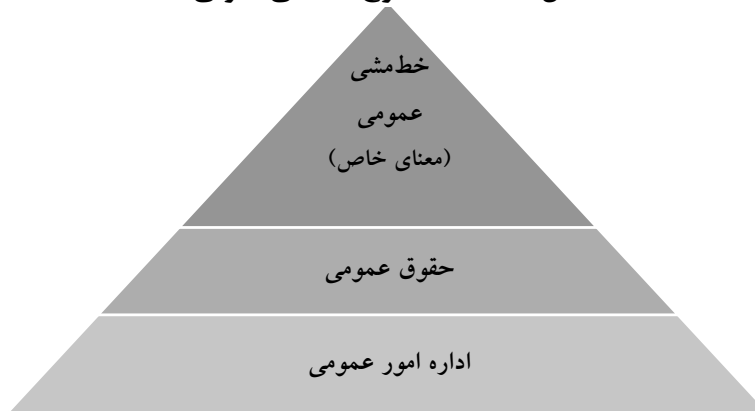 خط‌مشی
عمومی
(معنای خاص)
حقوق عمومی
اداره امور عمومی